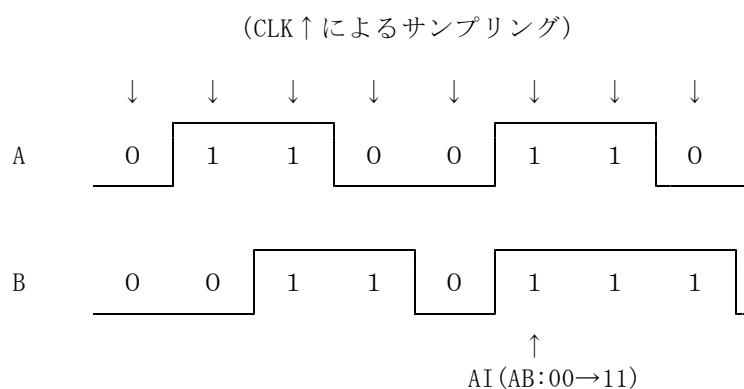 (CLK↑によるサンプリング)
↓ ↓ ↓ ↓ ↓ ↓ ↓ ↓
A 0 1 1 0 0 1 1 0
B 0 0 1 1 0 1 1 1
↑
AI(AB:00→11)